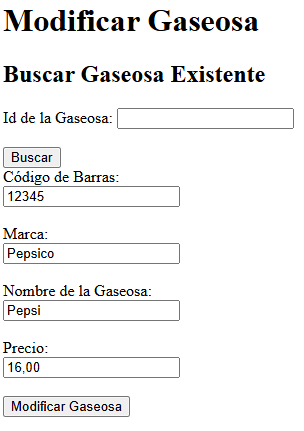 Modificar Gaseosa
Buscar Gaseosa Existente
Id de la Gaseosa:
Buscar
Código de Barras:
12345
Marca:
Pepsico
Nombre de la Gaseosa:
Pepsi
Precio:
16,00
Modificar Gaseosa